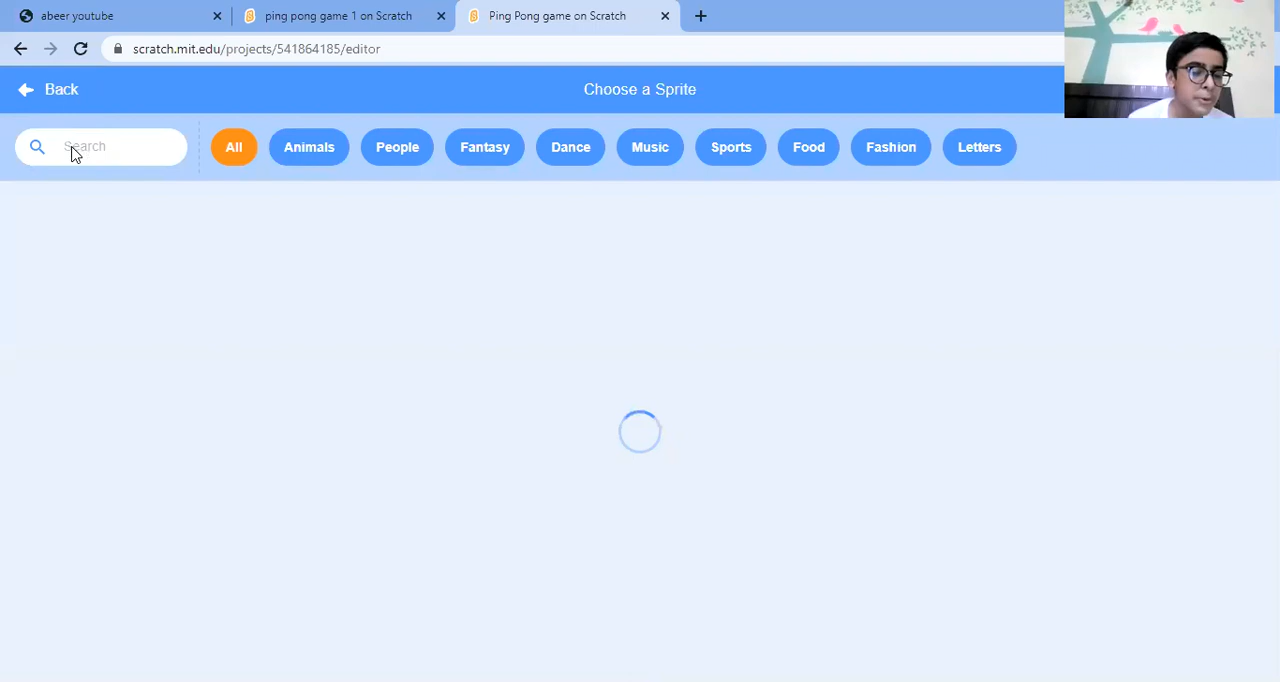 abeer youtube
ping pong game 1 on Scratch
Ping Pong game on Scratch
scratch.mit.edu/projects/541864185/editor
Back
Choose a Sprite
Search
All
Animals
People
Fantasy
Dance
Music
Sports
Food
Fashion
Letters